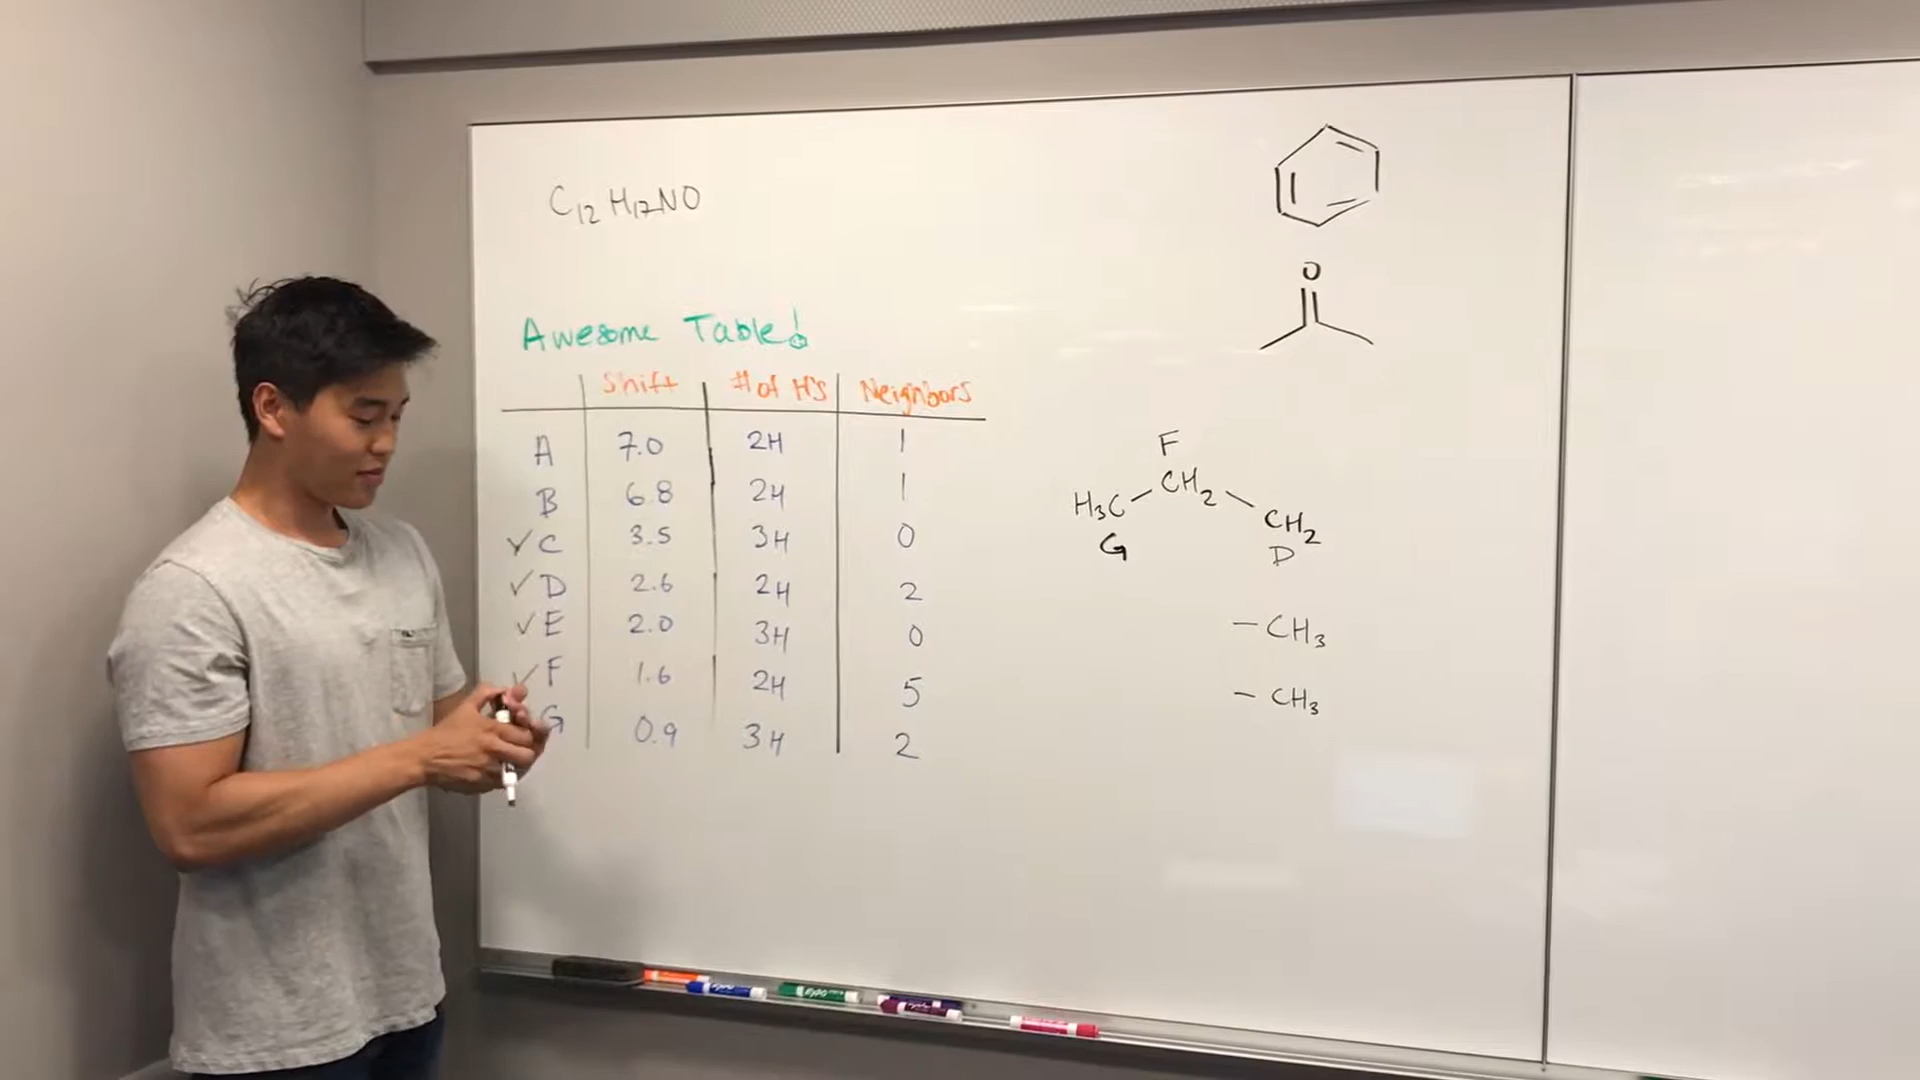 C12H17NO
Awesome Table!
Shift # of H's Neighbors
A 7.0 2H 1
B 6.8 2H 1
✓ C 3.5 3H 0
✓ D 2.6 2H 2
✓ E 2.0 3H 0
✓ F 1.6 2H 5
G 0.9 3H 2
O
F
H3C CH2 CH2
G D
- CH3
- CH3
EXPO